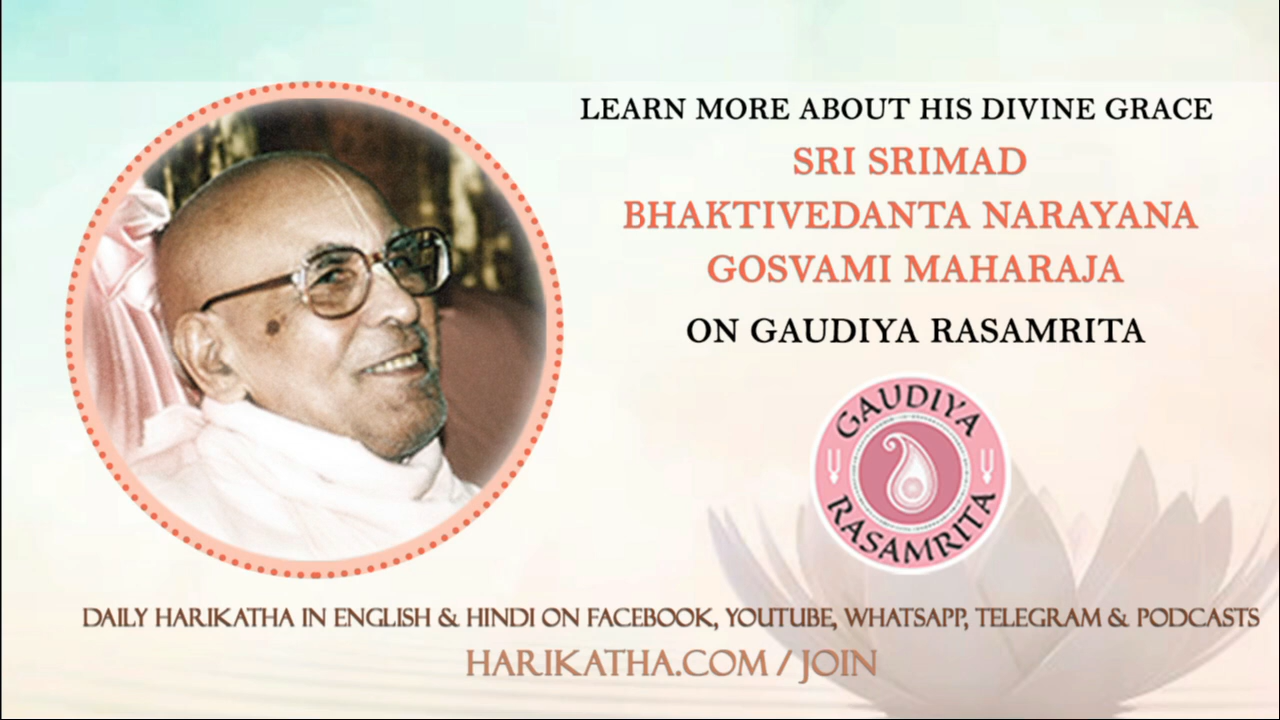 LEARN MORE ABOUT HIS DIVINE GRACE
SRI SRIMAD
BHAKTIVEDANTA NARAYANA
GOSVAMI MAHARAJA
ON GAUDIYA RASAMRITA
GAUDIYA
RASAMRITA
DAILY HARIKATHA IN ENGLISH & HINDI ON FACEBOOK, YOUTUBE, WHATSAPP, TELEGRAM & PODCASTS
HARIKATHA.COM / JOIN